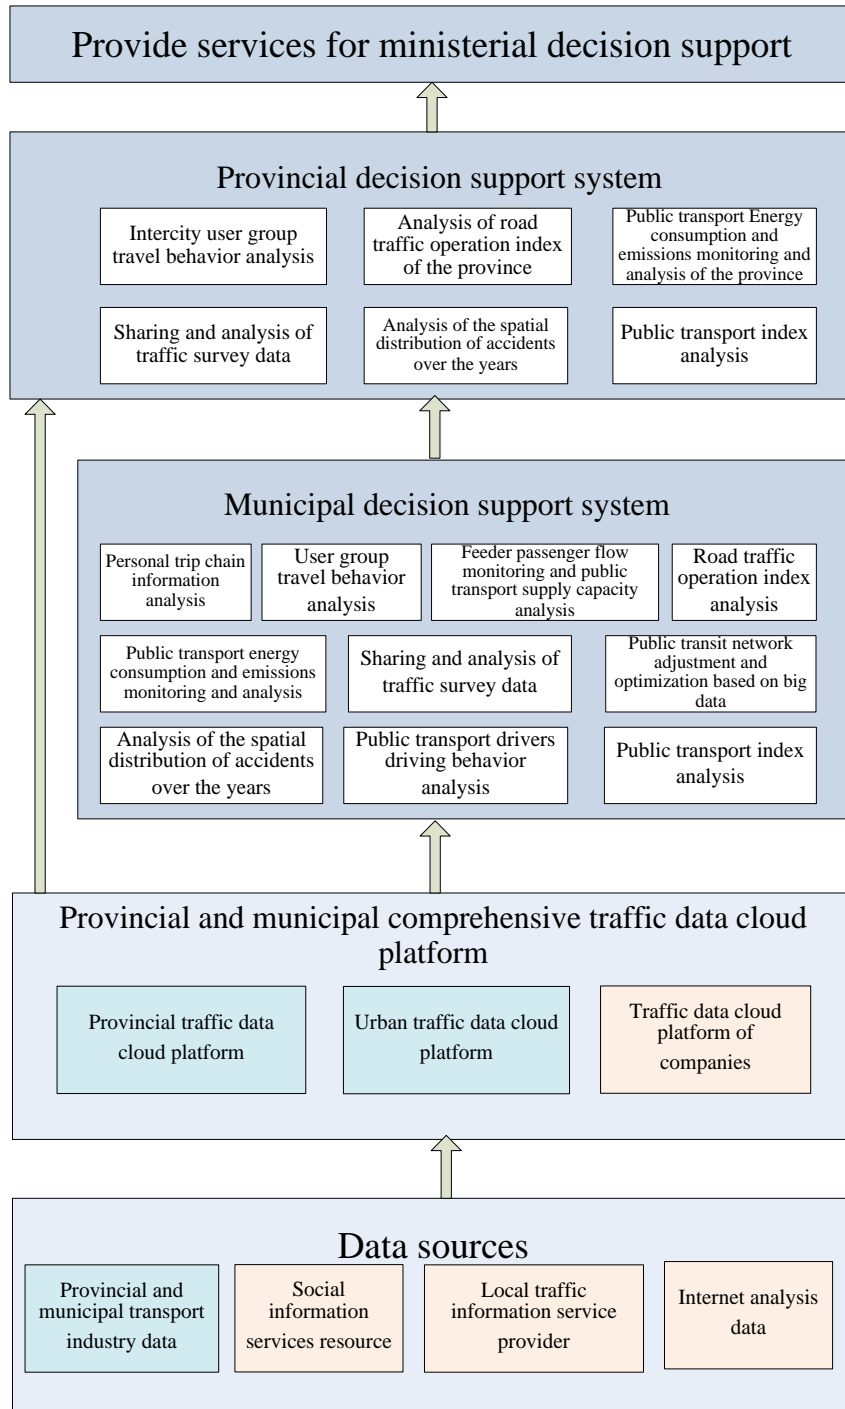 Provide services for ministerial decision support
Provincial decision support system
Intercity user group
travel behavior analysis
Analysis of road
traffic operation index
of the province
Public transport Energy
consumption and
emissions monitoring and
analysis of the province
Sharing and analysis of
traffic survey data
Analysis of the spatial
distribution of accidents
over the years
Public transport index
analysis
Municipal decision support system
Personal trip chain
information
analysis
User group
travel behavior
analysis
Feeder passenger flow
monitoring and public
transport supply capacity
analysis
Road traffic
operation index
analysis
Public transport energy
consumption and emissions
monitoring and analysis
Sharing and analysis of
traffic survey data
Public transit network
adjustment and
optimization based on big
data
Analysis of the spatial
distribution of accidents
over the years
Public transport drivers
driving behavior
analysis
Public transport index
analysis
Provincial and municipal comprehensive traffic data cloud
platform
Provincial traffic data
cloud platform
Urban traffic data cloud
platform
Traffic data cloud
platform of
companies
Data sources
Provincial and
municipal transport
industry data
Social
information
services resource
Local traffic
information service
provider
Internet analysis
data